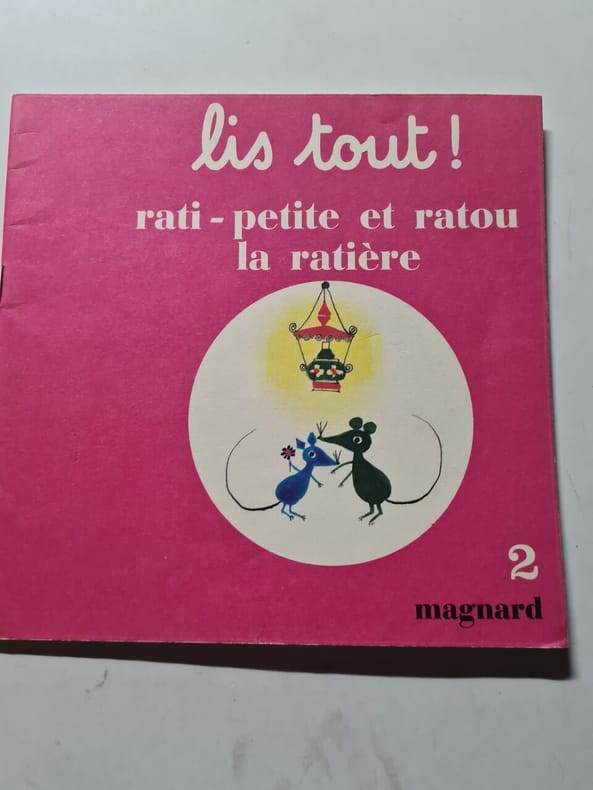 lis tout !
rati-petite et ratou
la ratière
2
magnard